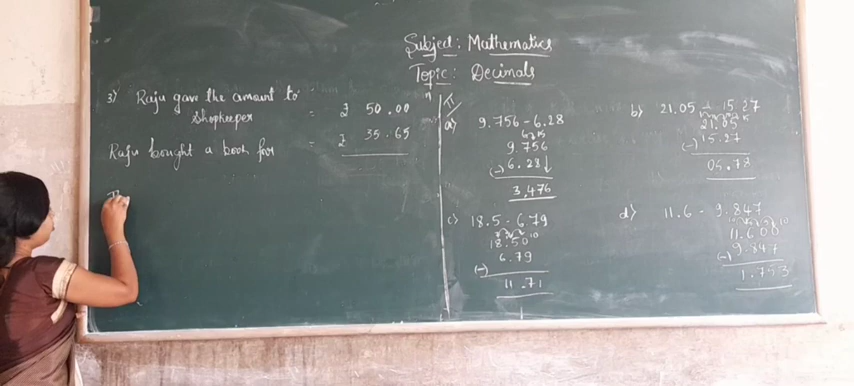 Subject: Mathematics
Topic: Decimals
3) Raju gave the amount to
shopkeeper = ₹ 50.00
Raju bought a book for = ₹ 35.65
a) 9.756 - 6.28
9.756
(-) 6.28↓
3.476
b) 21.05 - 15.27
21.05
(-) 15.27
05.78
c) 18.5 - 6.79
18.50
6.79
(-)
11.71
d) 11.6 - 9.847
11.600
(-) 9.847
1.753